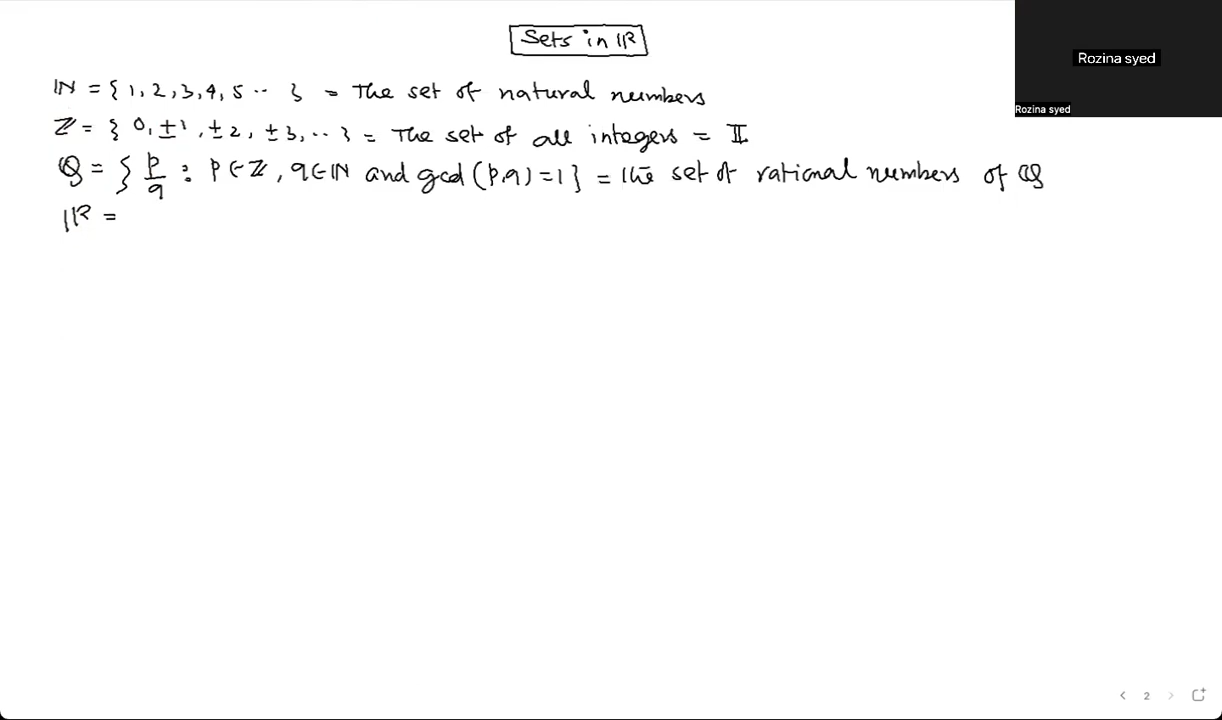 Sets in ℝ
Rozina syed
Rozina syed
ℕ = { 1, 2, 3, 4, 5 ·· } = The set of natural numbers
ℤ = { 0, ±1, ±2, ±3, ·· } = The set of all integers = II
ℚ = { p/q : p ∈ ℤ, q ∈ ℕ and gcd (p,q) = 1 } = The set of rational numbers of ℚ
ℝ =
2